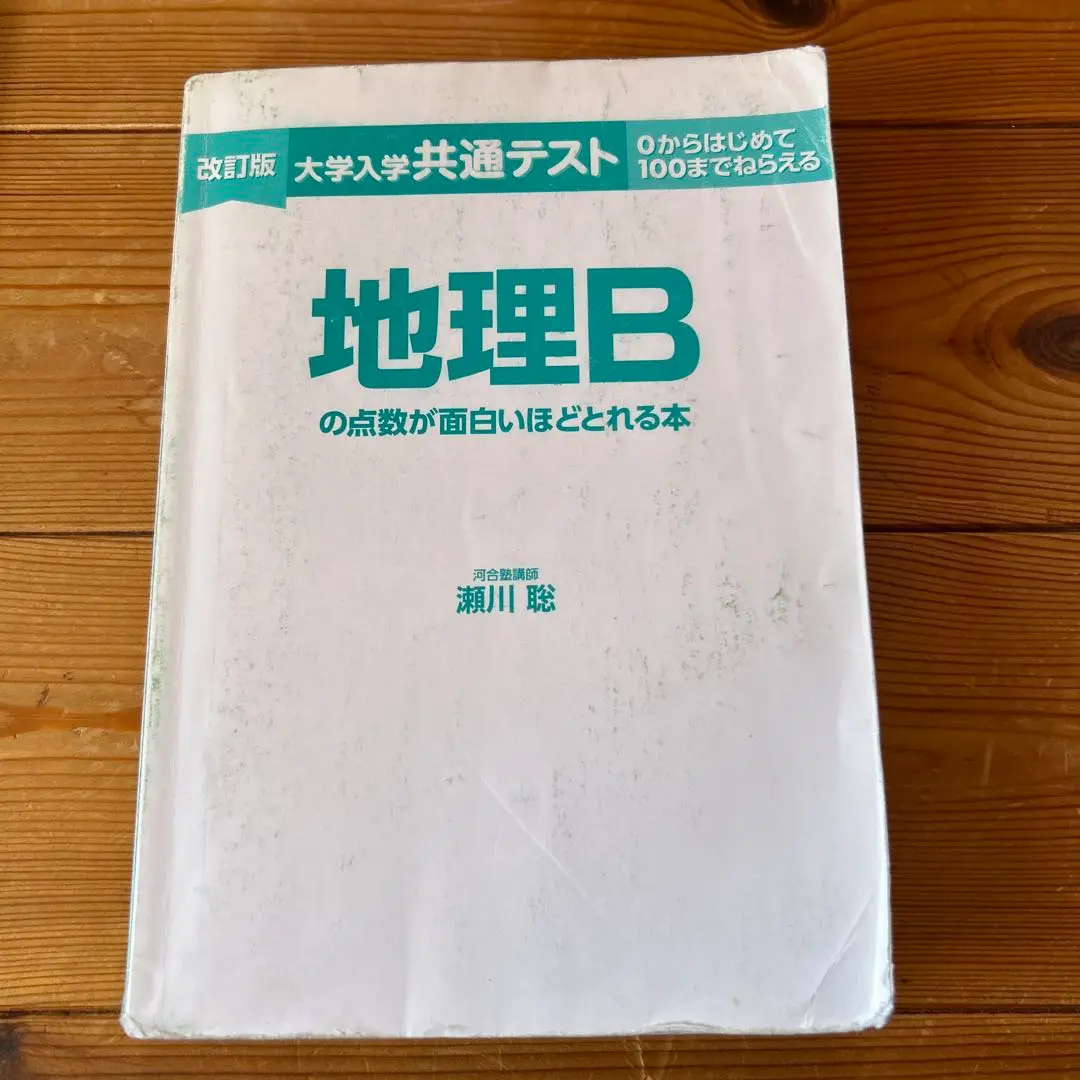 改訂版
大学入学共通テスト
0からはじめて
100までねらえる
地理B
の点数が面白いほどとれる本
河合塾講師
瀬川 聡